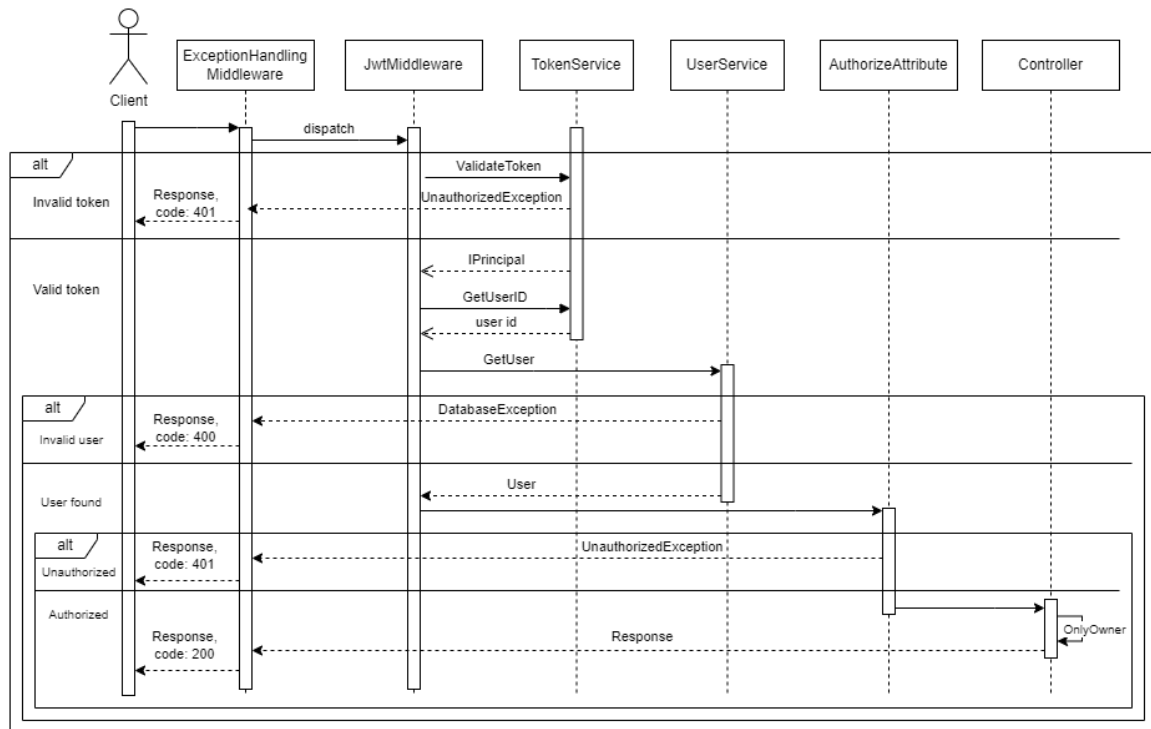 ExceptionHandling
Middleware
JwtMiddleware
TokenService
UserService
AuthorizeAttribute
Controller
Client
dispatch
alt
ValidateToken
Invalid token
Response,
code: 401
UnauthorizedException
IPrincipal
Valid token
GetUserID
user id
GetUser
alt
DatabaseException
Response,
code: 400
Invalid user
User
User found
alt
Response,
code: 401
UnauthorizedException
Unauthorized
Authorized
OnlyOwner
Response,
code: 200
Response